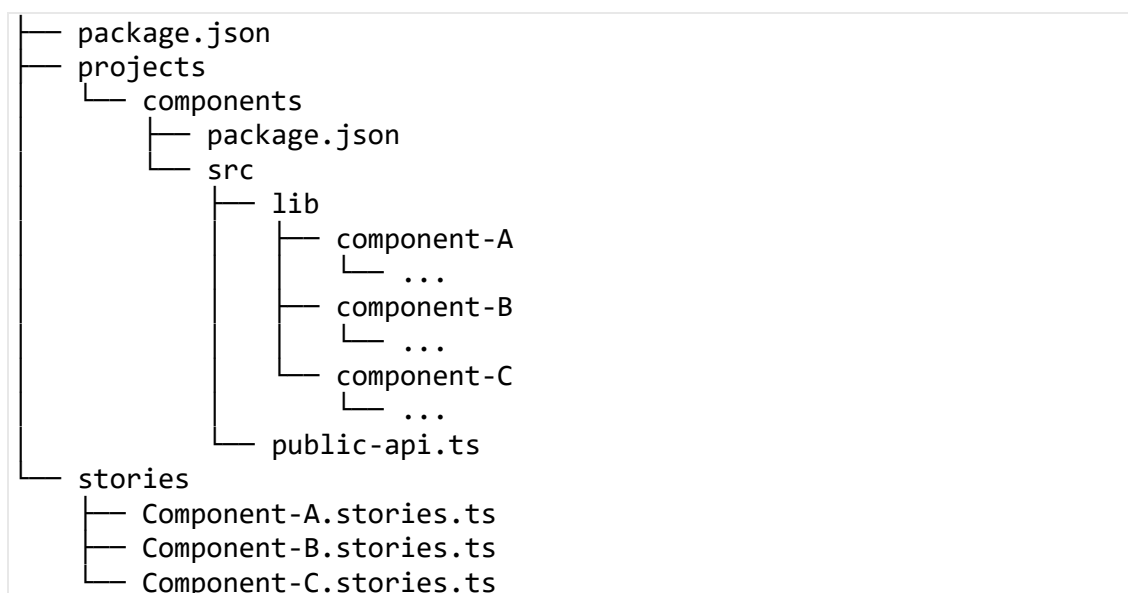 ├── package.json
├── projects
│   └── components
│       ├── package.json
│       └── src
│           ├── lib
│           │   ├── component-A
│           │   │   └── ...
│           │   ├── component-B
│           │   │   └── ...
│           │   └── component-C
│           │       └── ...
│           └── public-api.ts
└── stories
    ├── Component-A.stories.ts
    ├── Component-B.stories.ts
    └── Component-C.stories.ts